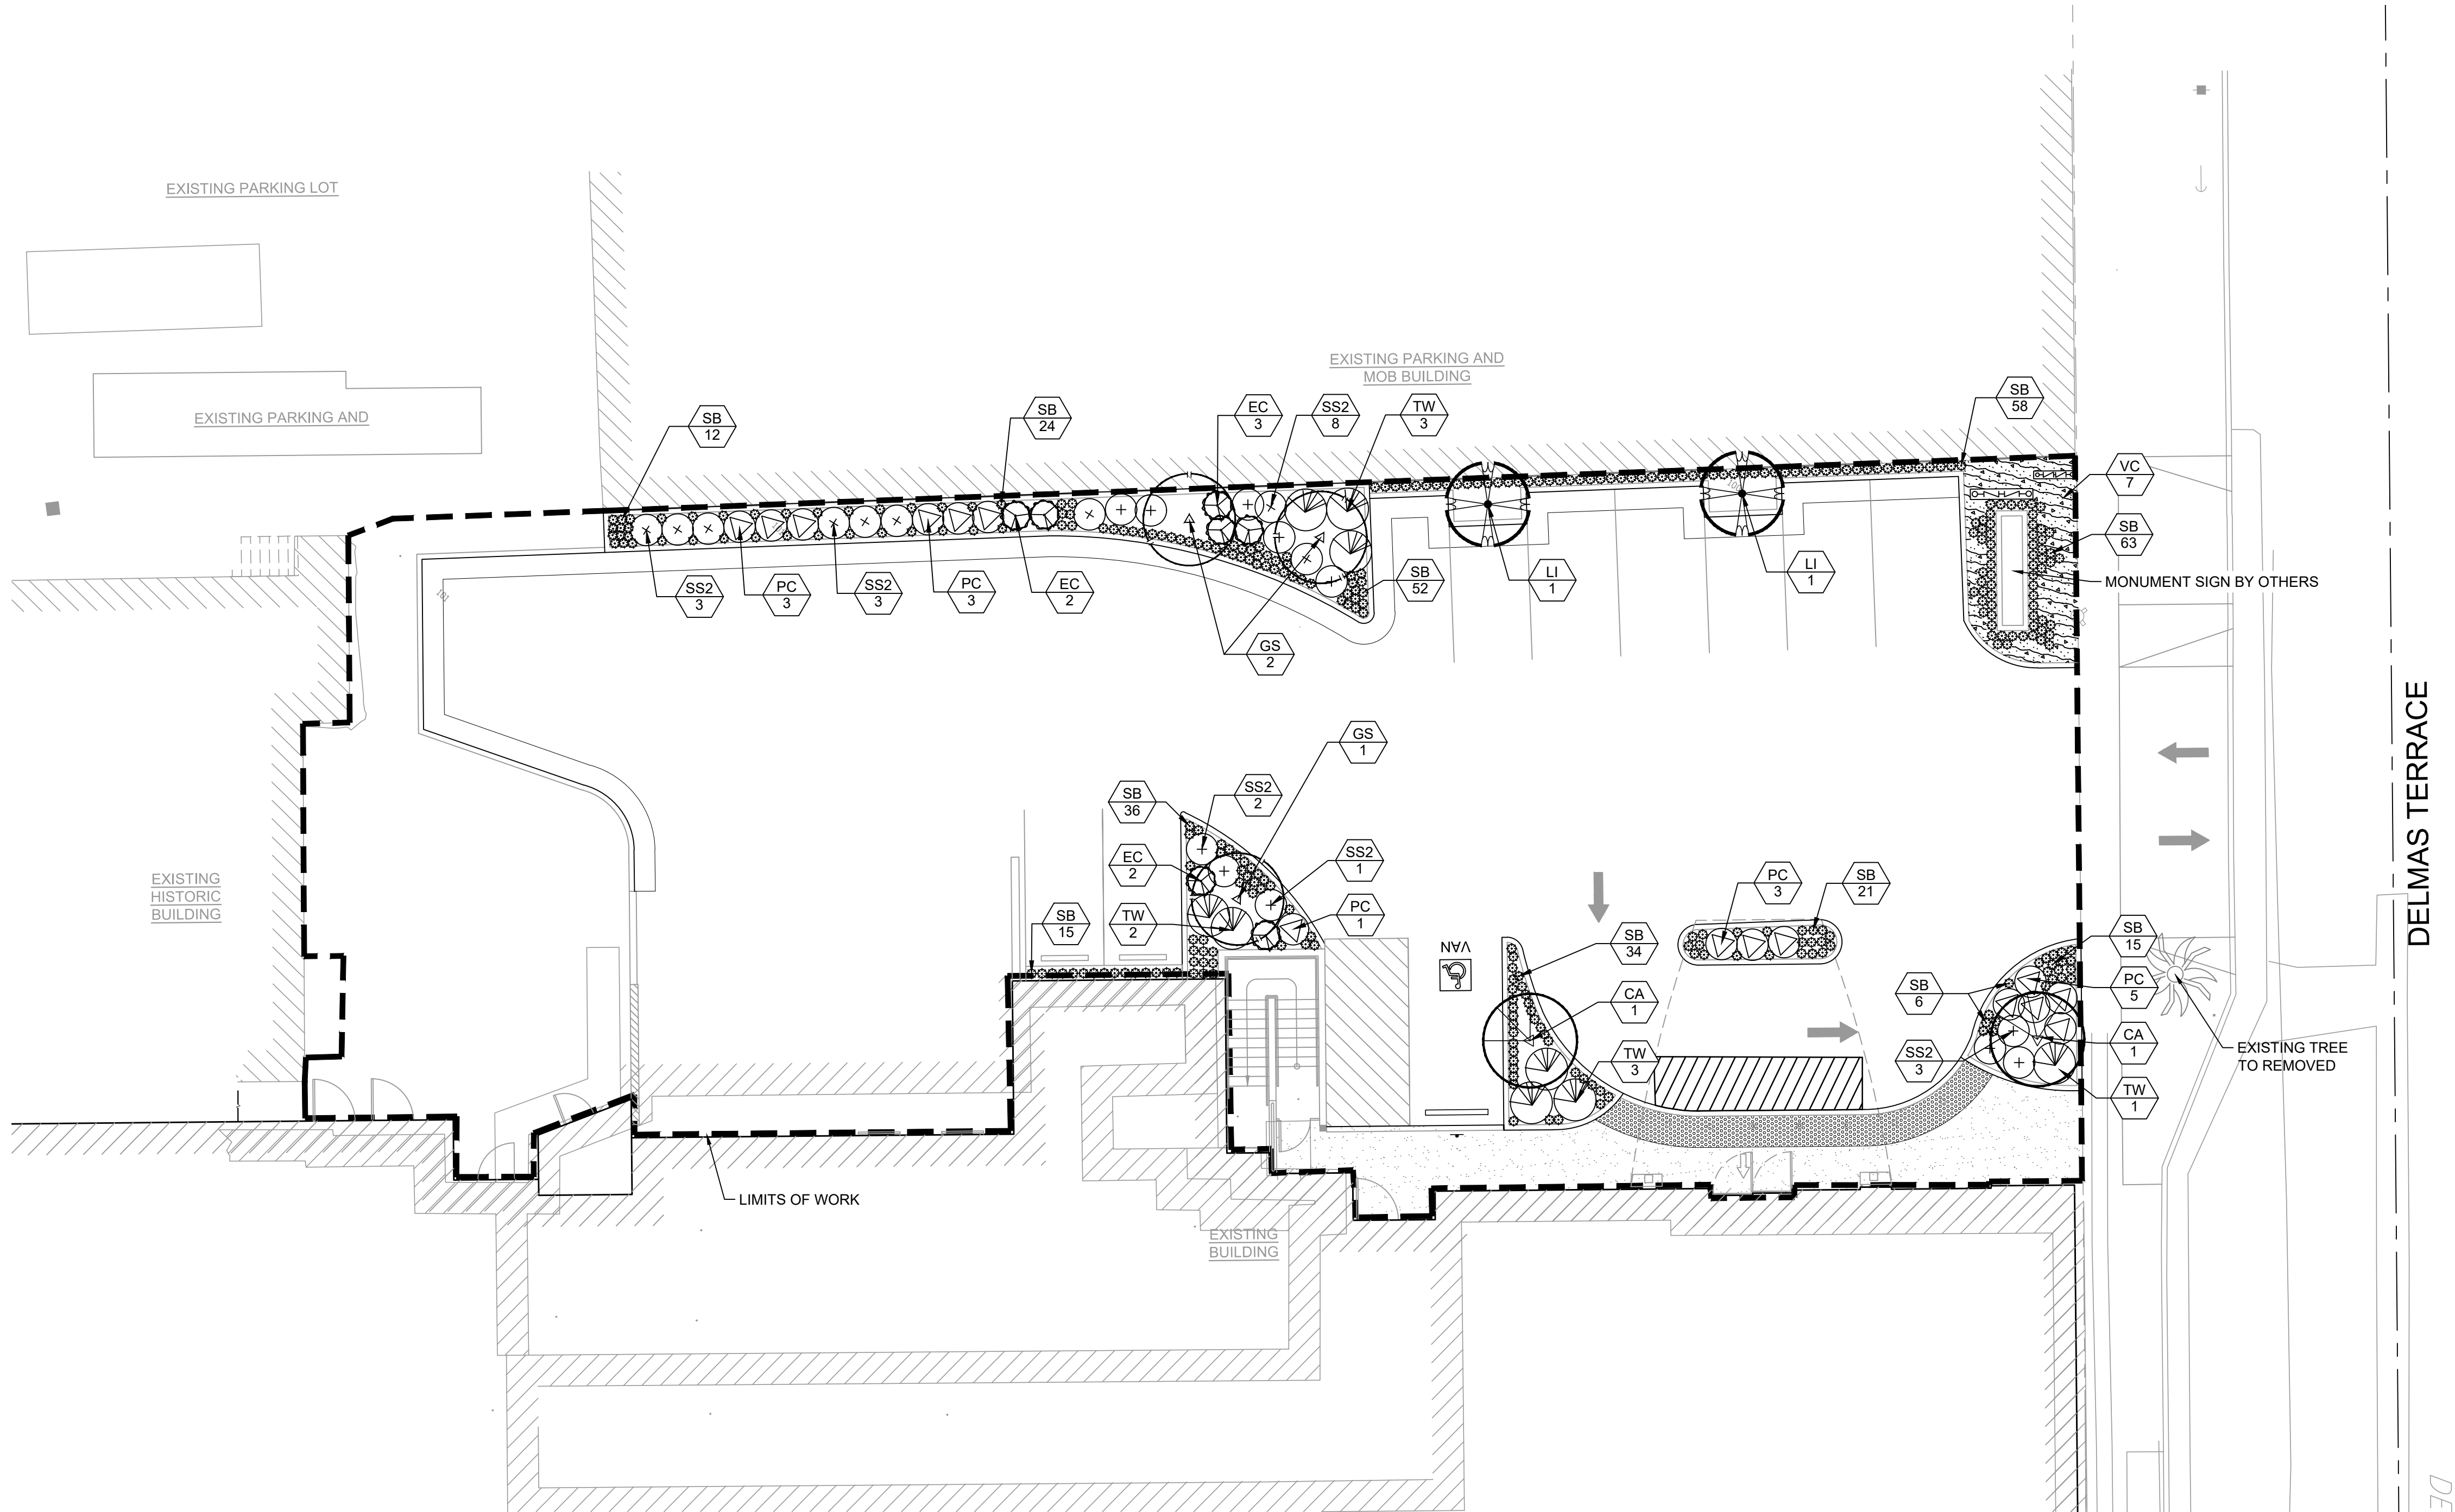 EXISTING PARKING LOT
EXISTING PARKING AND
MOB BUILDING
EXISTING PARKING AND
SB
12
SB
24
EC
3
SS2
8
TW
3
SB
58
VC
7
SB
63
MONUMENT SIGN BY OTHERS
101
SS2
3
PC
3
SS2
3
PC
3
EC
2
SB
52
LI
1
LI
1
GS
2
DELMAS TERRACE
GS
1
SS2
2
SB
36
EC
2
SS2
1
TW
2
PC
1
SB
15
EXISTING
HISTORIC
BUILDING
VAN
PC
3
SB
21
SB
34
CA
1
TW
3
SB
15
SB
6
PC
5
SS2
3
CA
1
TW
1
EXISTING TREE
TO REMOVED
LIMITS OF WORK
EXISTING
BUILDING
DE